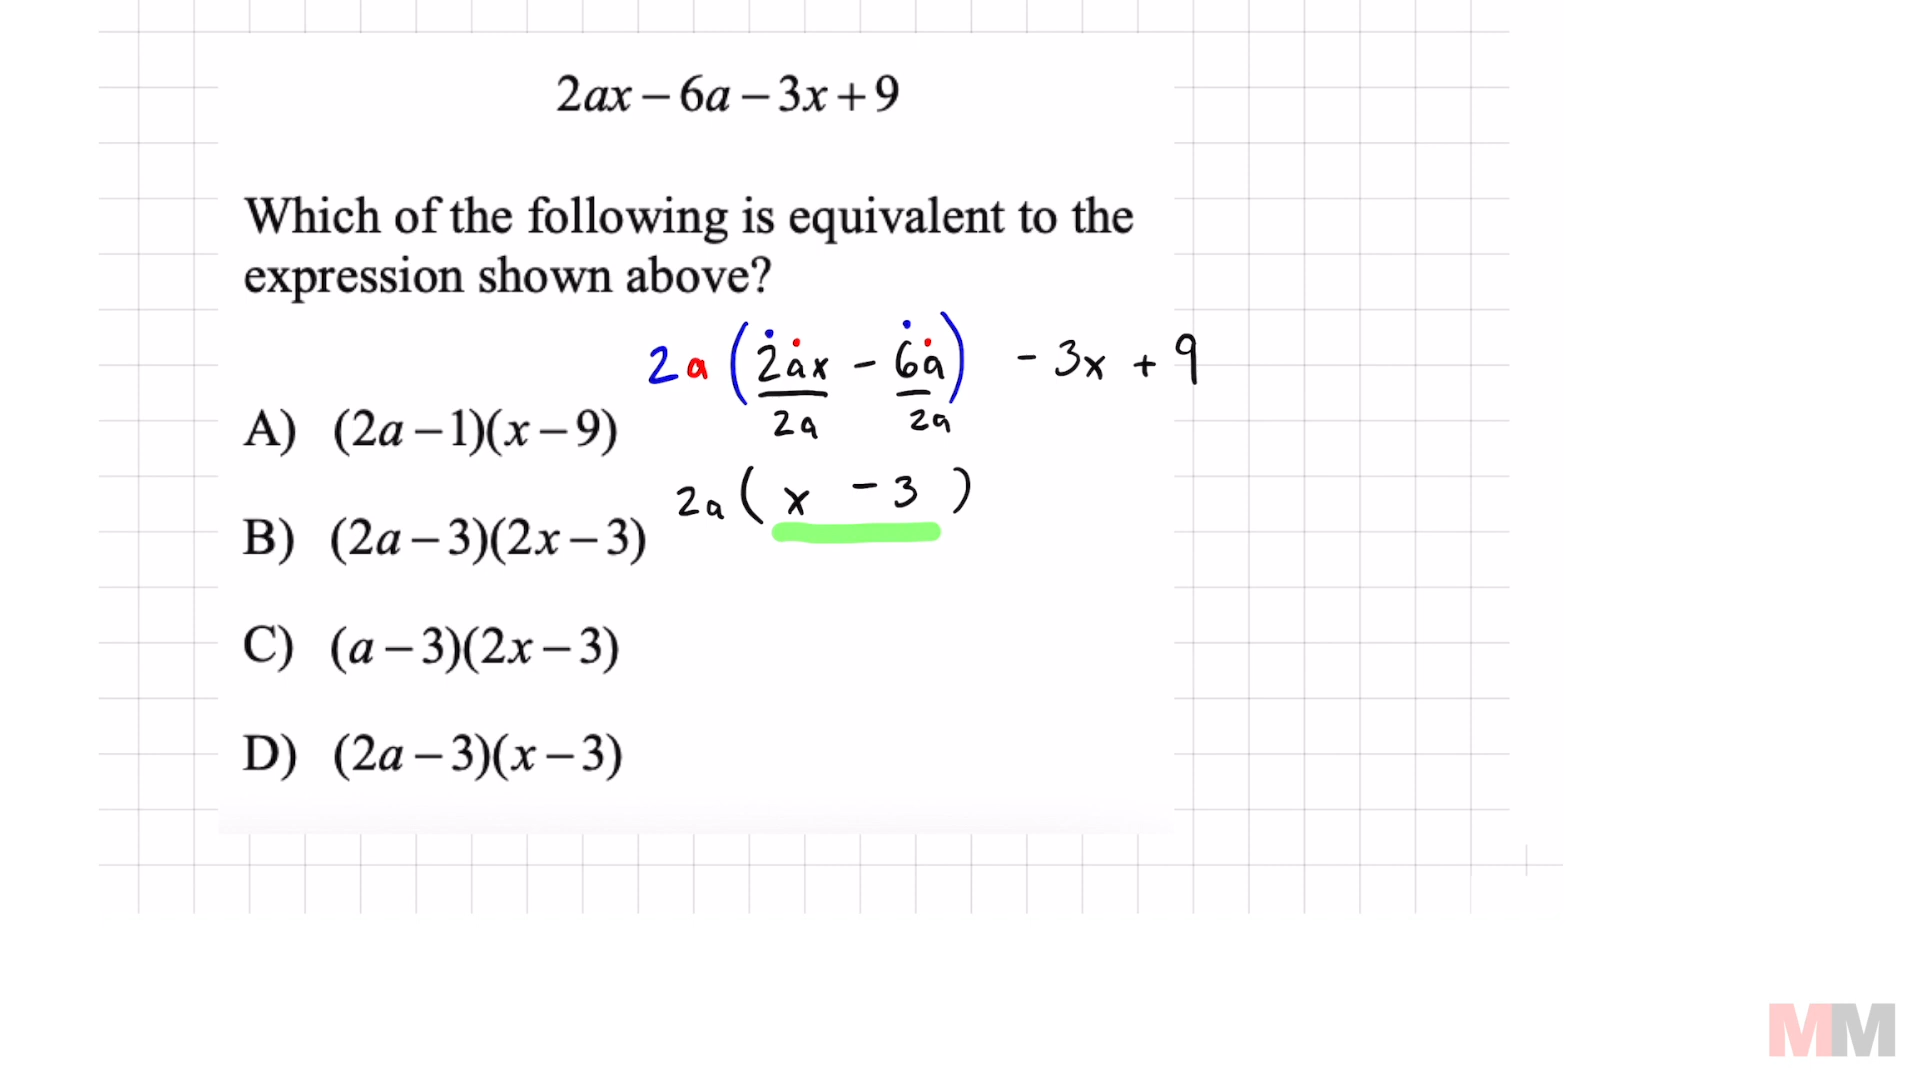 2ax – 6a – 3x + 9
Which of the following is equivalent to the
expression shown above?
2a (2ax - 6a) - 3x + 9
2a 2a
A) (2a – 1)(x – 9)
2a ( x - 3 )
B) (2a – 3)(2x – 3)
C) (a – 3)(2x – 3)
D) (2a – 3)(x – 3)
MM